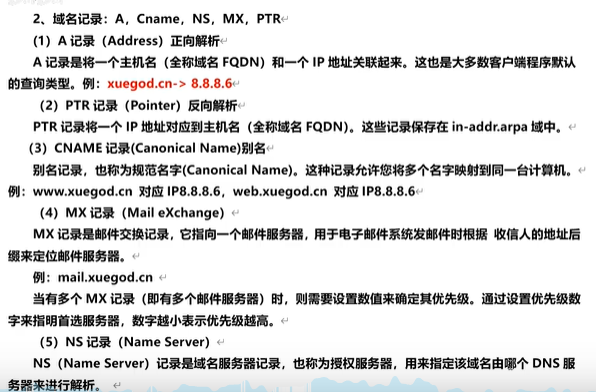 2、域名记录：A，Cname，NS，MX，PTR
（1）A 记录（Address）正向解析
A 记录是将一个主机名（全称域名 FQDN）和一个 IP 地址关联起来。这也是大多数客户端程序默认
的查询类型。例：xuegod.cn-> 8.8.8.6
（2）PTR 记录（Pointer）反向解析
PTR 记录将一个 IP 地址对应到主机名（全称域名 FQDN）。这些记录保存在 in-addr.arpa 域中。
（3）CNAME 记录(Canonical Name)别名
别名记录，也称为规范名字(Canonical Name)。这种记录允许您将多个名字映射到同一台计算机。
例：www.xuegod.cn 对应 IP8.8.8.6，web.xuegod.cn 对应 IP8.8.8.6
（4）MX 记录（Mail eXchange）
MX 记录是邮件交换记录，它指向一个邮件服务器，用于电子邮件系统发邮件时根据 收信人的地址后
缀来定位邮件服务器。
例：mail.xuegod.cn
当有多个 MX 记录（即有多个邮件服务器）时，则需要设置数值来确定其优先级。通过设置优先级数
字来指明首选服务器，数字越小表示优先级越高。
（5）NS 记录（Name Server）
NS（Name Server）记录是域名服务器记录，也称为授权服务器，用来指定该域名由哪个 DNS 服
务器来进行解析。